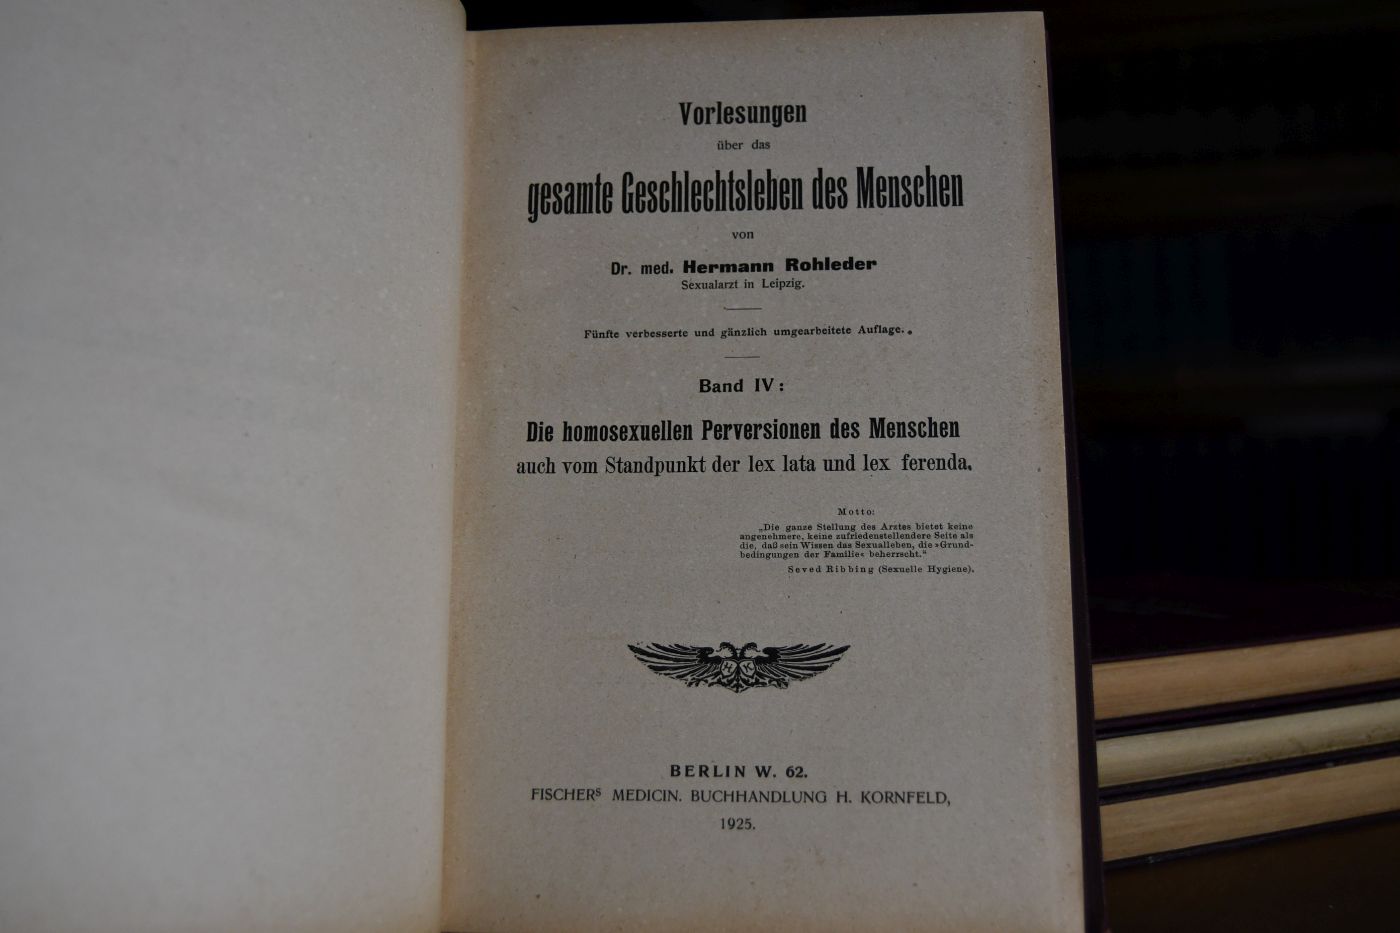 Vorlesungen
über das
gesamte Geschlechtsleben des Menschen
von
Dr. med. Hermann Rohleder
Sexualarzt in Leipzig.
Fünfte verbesserte und gänzlich umgearbeitete Auflage.
Band IV:
Die homosexuellen Perversionen des Menschen
auch vom Standpunkt der lex lata und lex ferenda.
Motto:
„Die ganze Stellung des Arztes bietet keine
angenehmere, keine zufriedenstellendere Seite als
die, daß sein Wissen das Sexualleben, die »Grund-
bedingungen der Familie« beherrscht.“
Seved Ribbing (Sexuelle Hygiene).
H K
BERLIN W. 62.
FISCHERS MEDICIN. BUCHHANDLUNG H. KORNFELD,
1925.